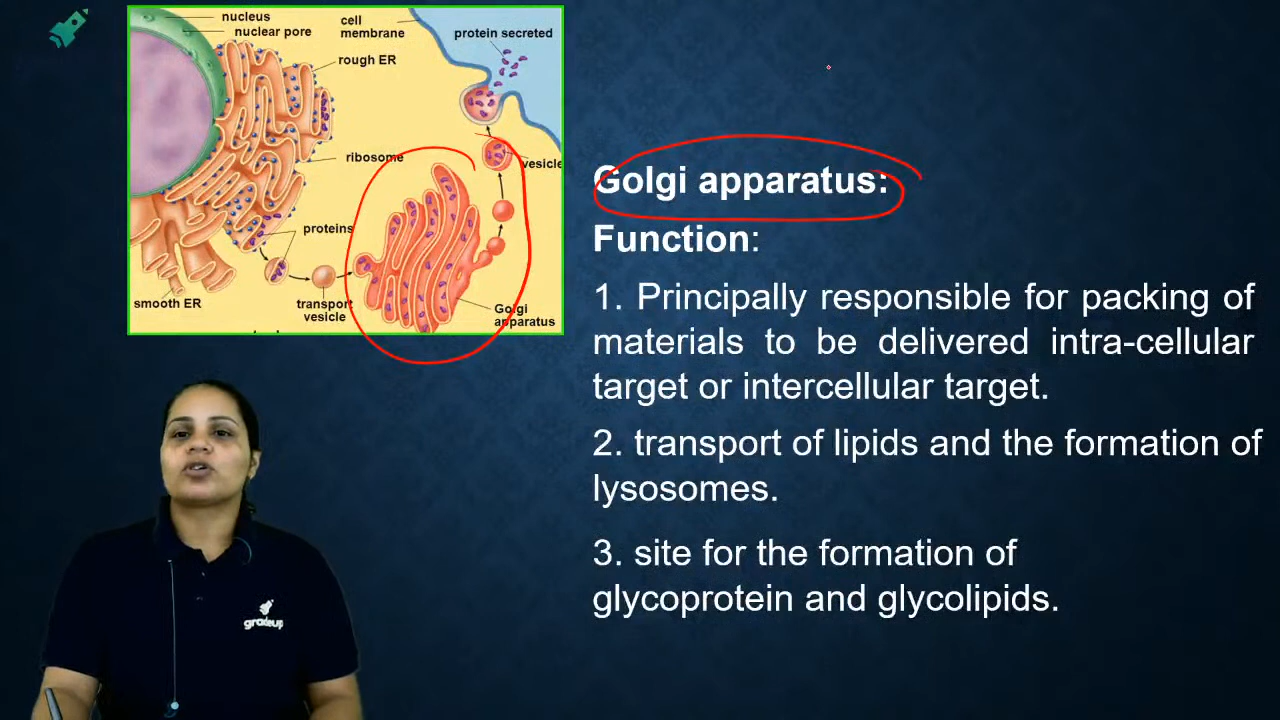 nucleus
nuclear pore
cell
membrane
protein secreted
rough ER
ribosome
vesicle
proteins
smooth ER
transport
vesicle
Golgi
apparatus
Golgi apparatus:
Function:
1. Principally responsible for packing of
materials to be delivered intra-cellular
target or intercellular target.
2. transport of lipids and the formation of
lysosomes.
3. site for the formation of
glycoprotein and glycolipids.
gradeup